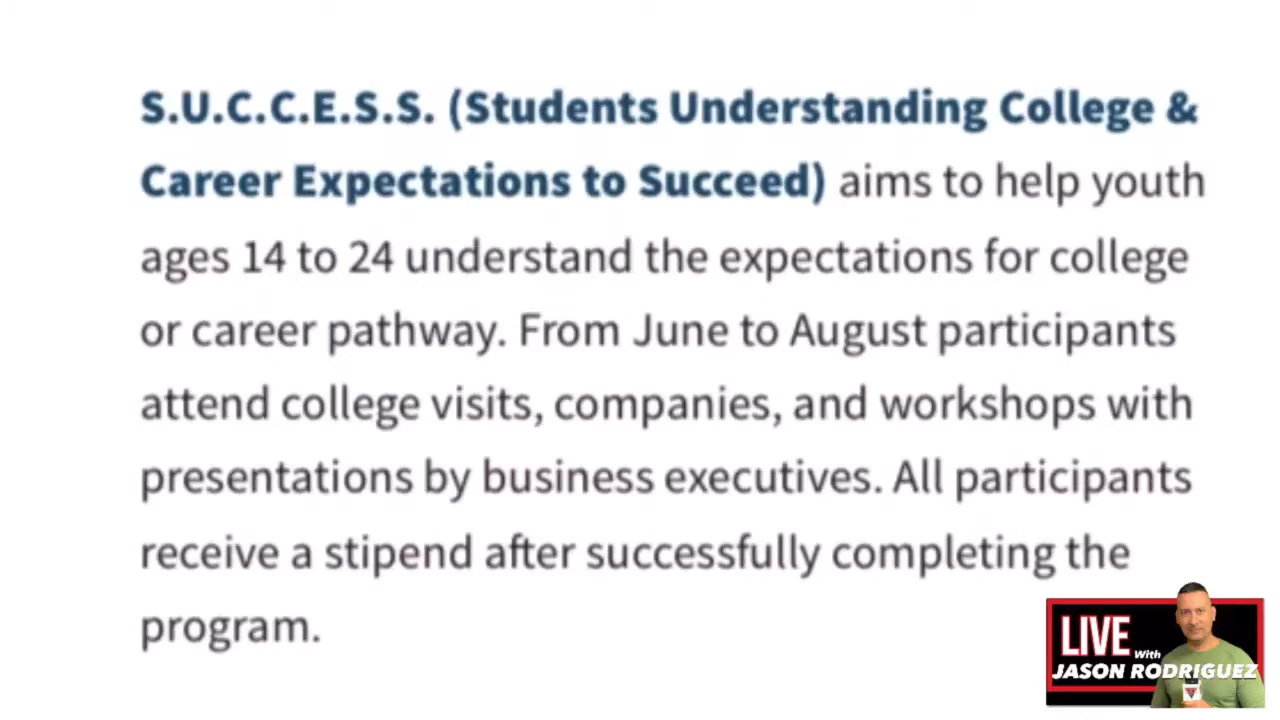 S.U.C.C.E.S.S. (Students Understanding College &
Career Expectations to Succeed) aims to help youth
ages 14 to 24 understand the expectations for college
or career pathway. From June to August participants
attend college visits, companies, and workshops with
presentations by business executives. All participants
receive a stipend after successfully completing the
program.
LIVE With
JASON RODRIGUEZ